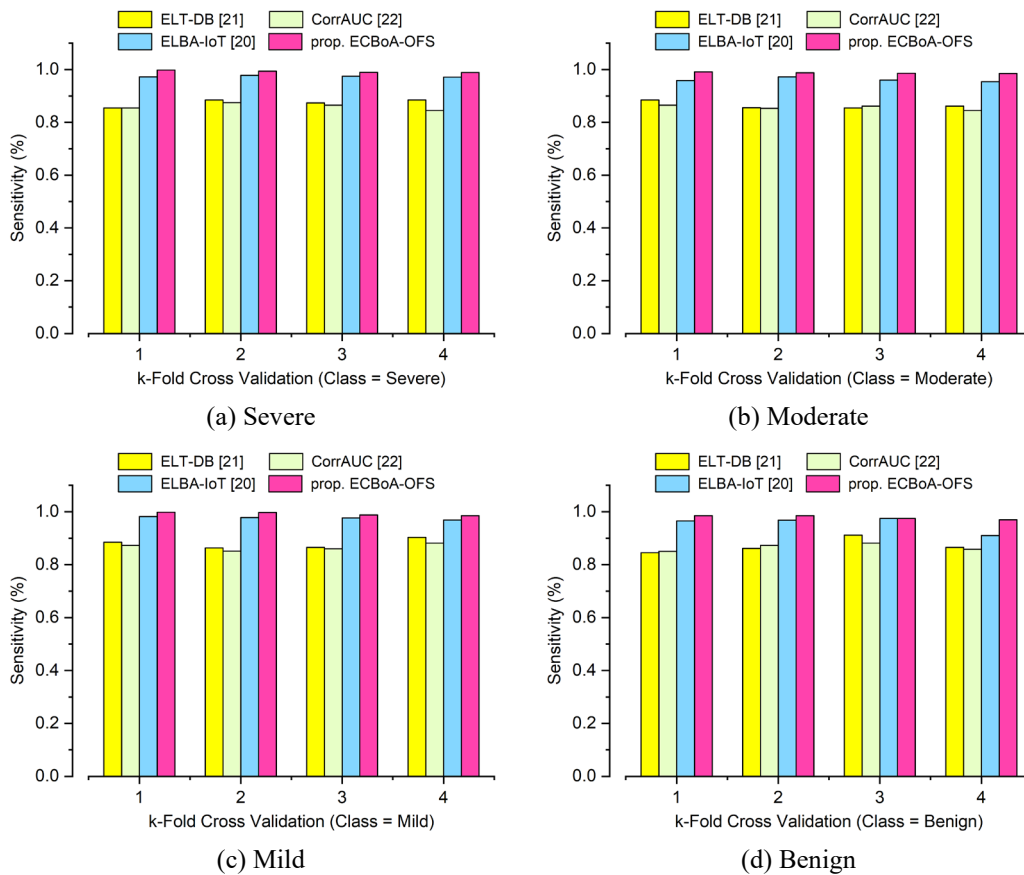 ELT-DB [21] CorrAUC [22]
ELBA-IoT [20] prop. ECBoA-OFS
1.0
0.8
0.6
0.4
0.2
0.0
Sensitivity (%)
1 2 3 4
k-Fold Cross Validation (Class = Severe)
(a) Severe
ELT-DB [21] CorrAUC [22]
ELBA-IoT [20] prop. ECBoA-OFS
1.0
0.8
0.6
0.4
0.2
0.0
Sensitivity (%)
1 2 3 4
k-Fold Cross Validation (Class = Moderate)
(b) Moderate
ELT-DB [21] CorrAUC [22]
ELBA-IoT [20] prop. ECBoA-OFS
1.0
0.8
0.6
0.4
0.2
0.0
Sensitivity (%)
1 2 3 4
k-Fold Cross Validation (Class = Mild)
(c) Mild
ELT-DB [21] CorrAUC [22]
ELBA-IoT [20] prop. ECBoA-OFS
1.0
0.8
0.6
0.4
0.2
0.0
Sensitivity (%)
1 2 3 4
k-Fold Cross Validation (Class = Benign)
(d) Benign